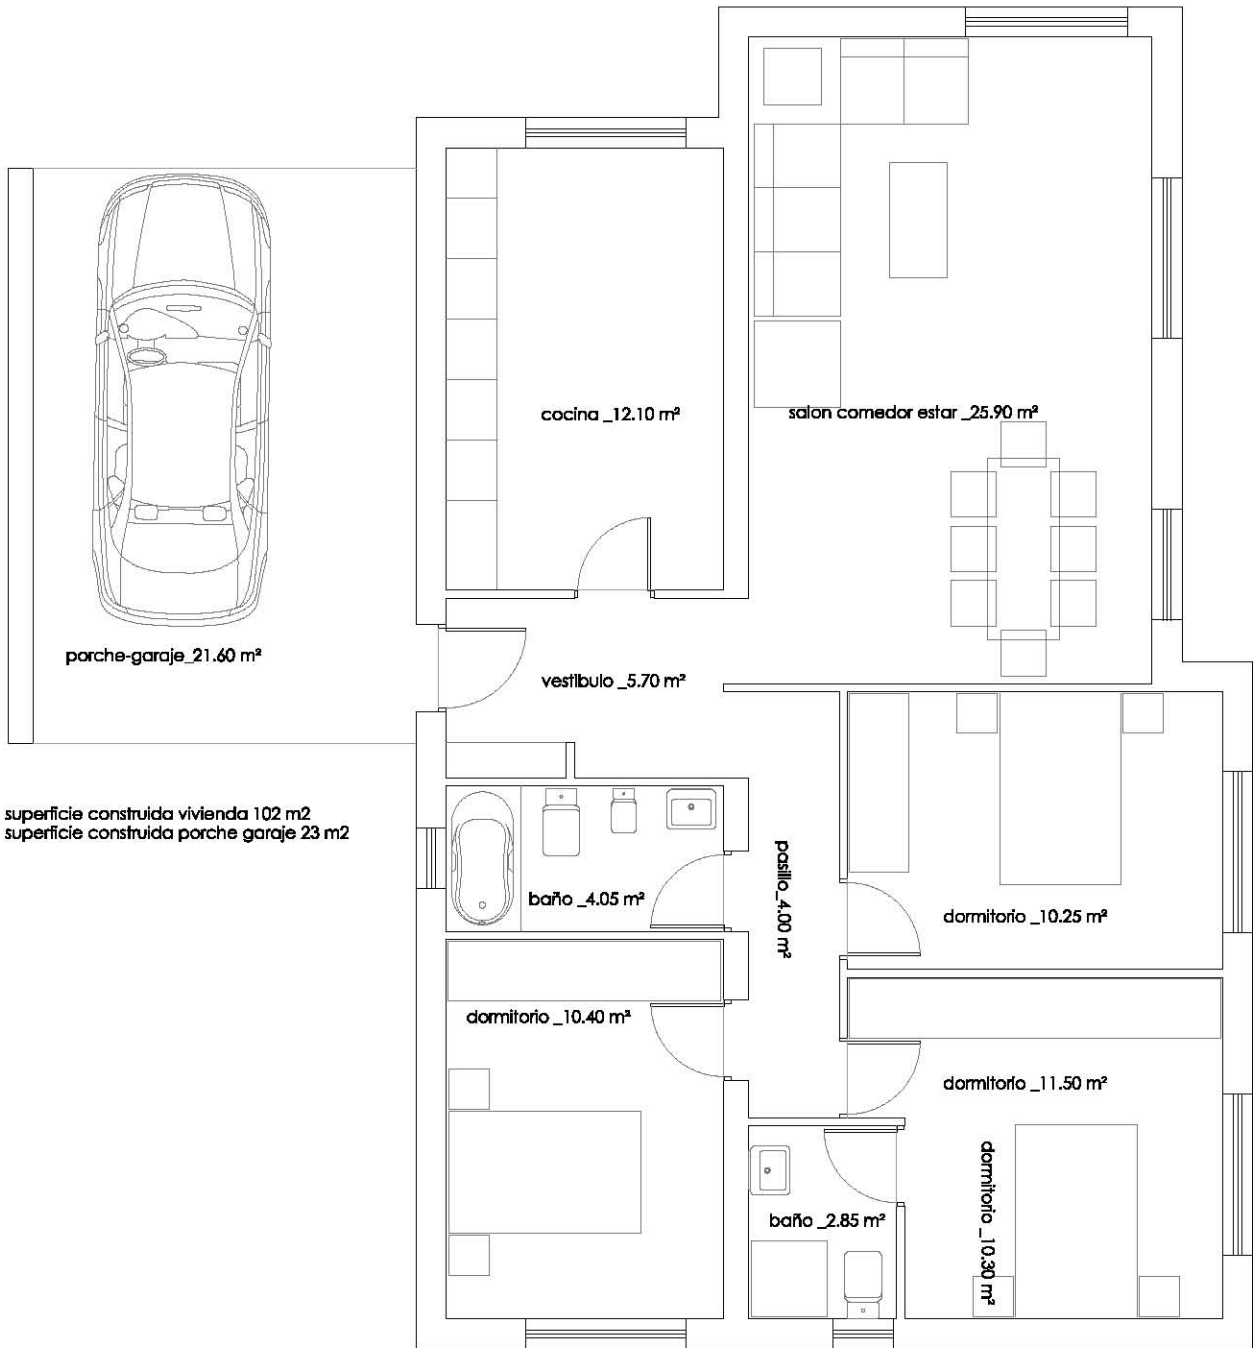 cocina _12.10 m²
salon comedor estar _25.90 m²
porche-garaje_21.60 m²
vestibulo _5.70 m²
superficie construida vivienda 102 m2
superficie construida porche garaje 23 m2
baño _4.05 m²
pasillo_4.00 m²
dormitorio _10.25 m²
dormitorio _10.40 m²
dormitorio _11.50 m²
dormitorio _10.30 m²
baño _2.85 m²